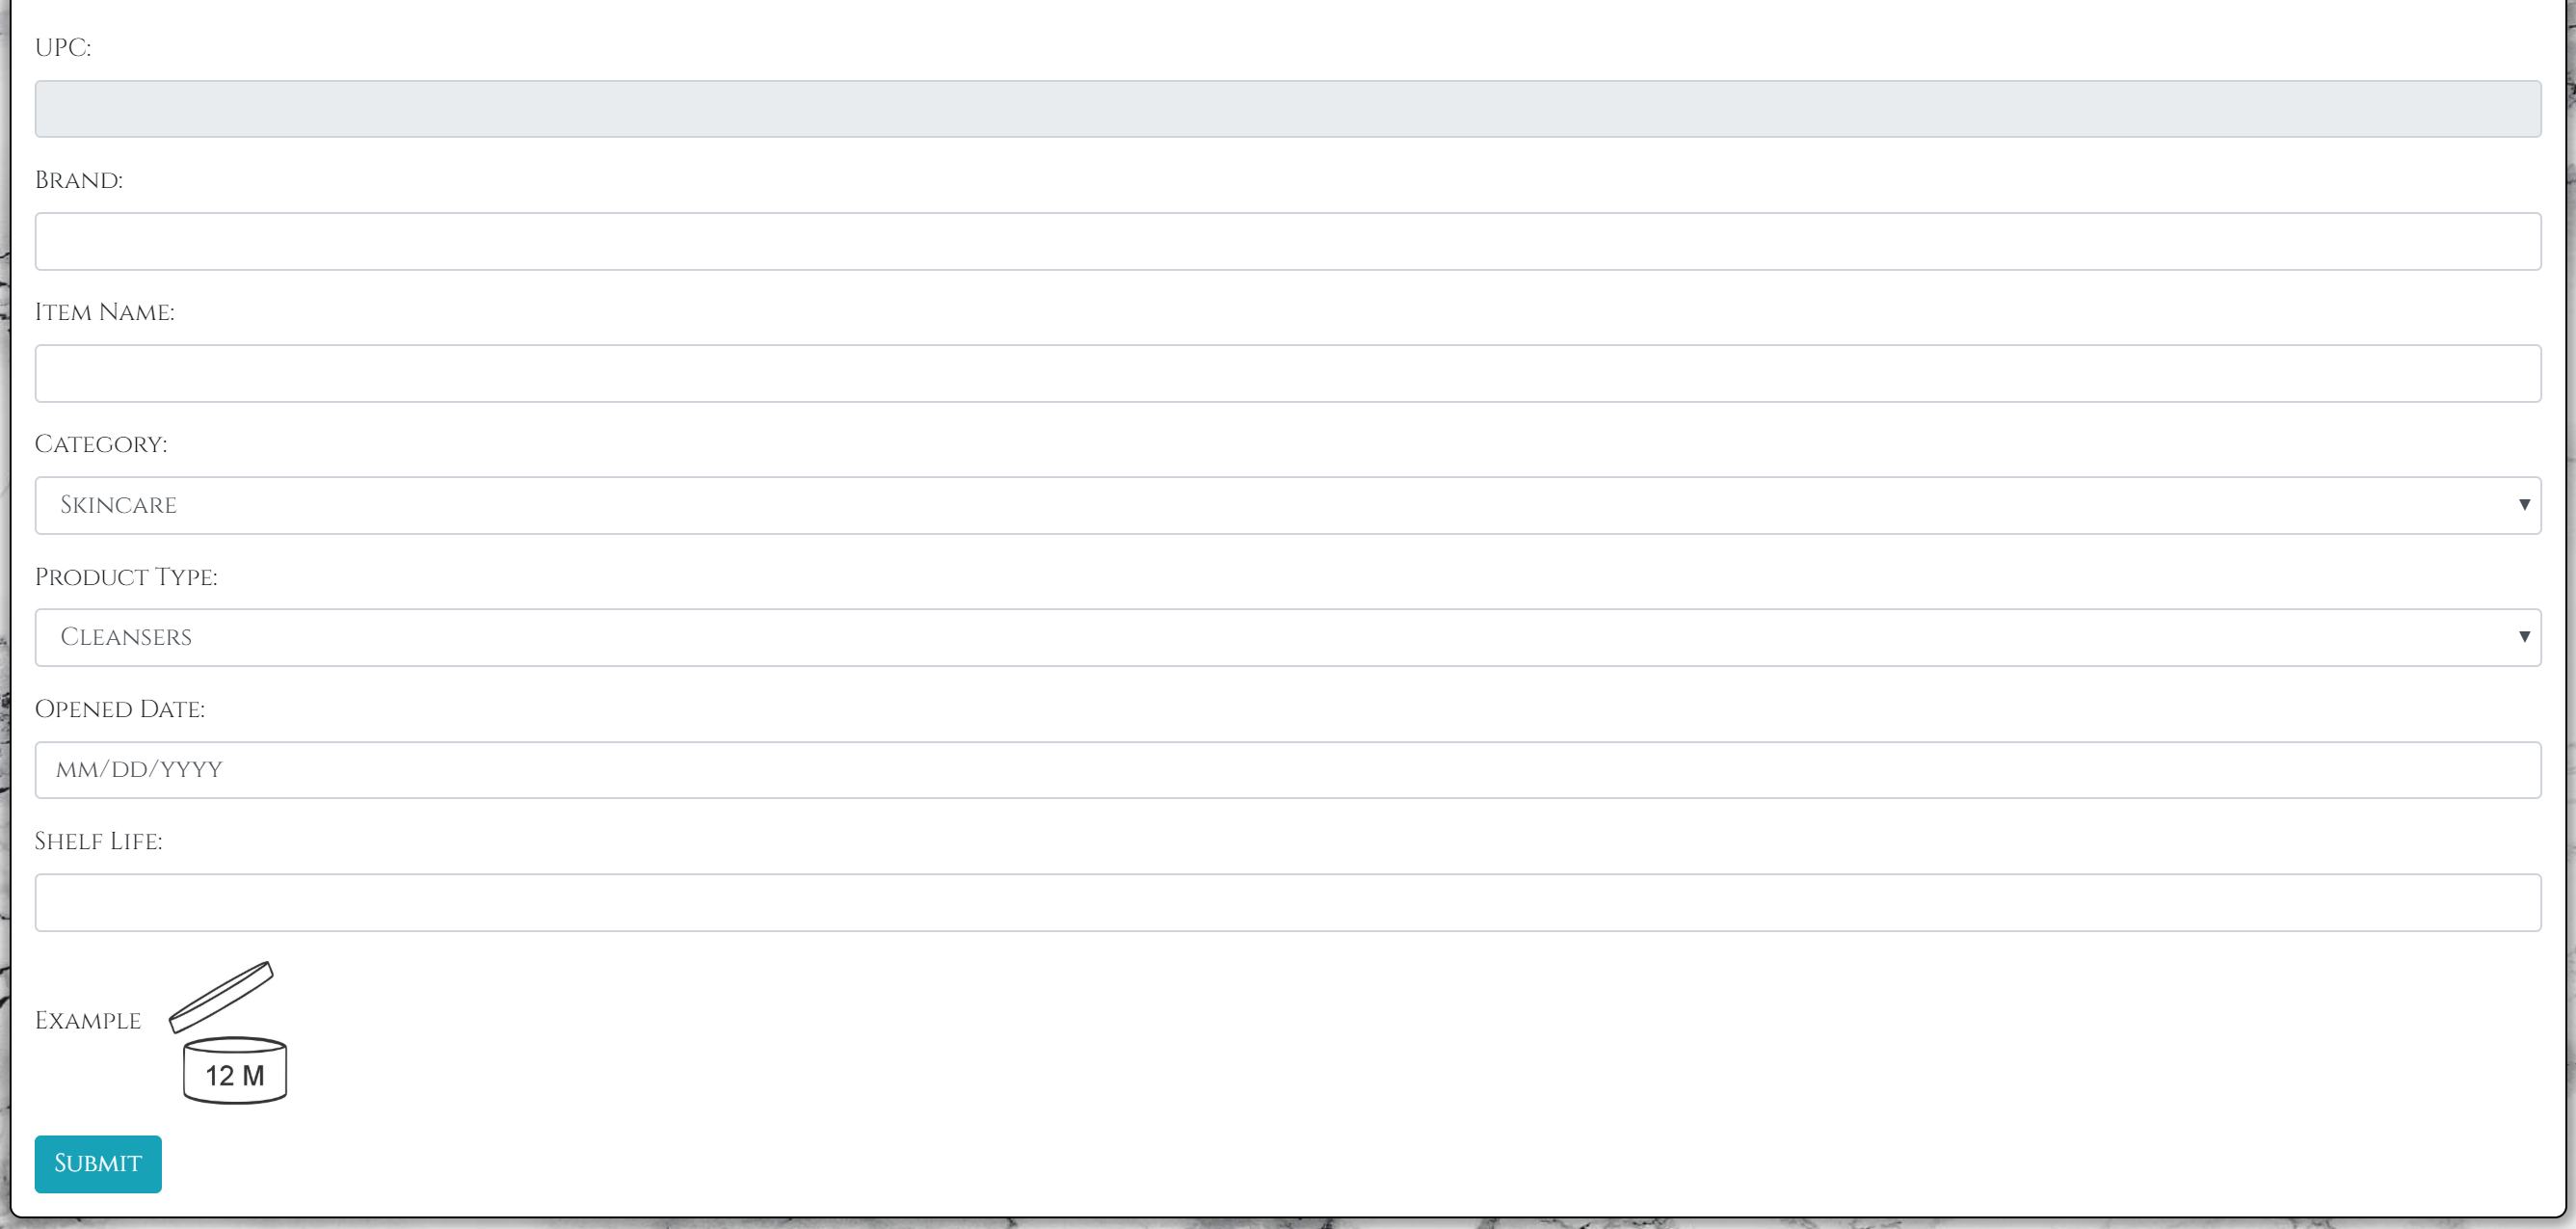 UPC:
Brand:
Item Name:
Category:
Skincare
Product Type:
Cleansers
Opened Date:
mm/dd/yyyy
Shelf Life:
Example
12 M
Submit